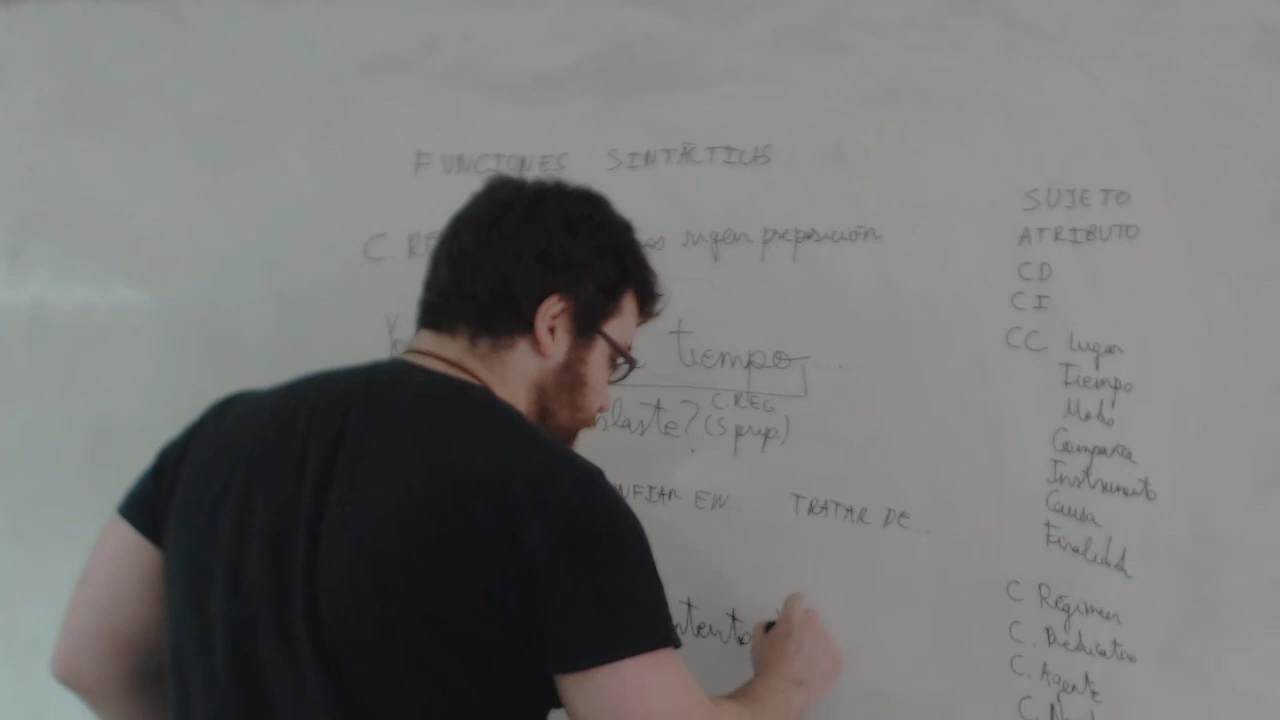 FUNCIONES SINTÁCTICAS
C. RE os rigen preposición
tiempo ...
C.REG
laste? (S prep.)
NFIAR EN TRATAR DE...
ntento
SUJETO
ATRIBUTO
CD
CI
CC lugar
Tiempo
Modo
Compañía
Instrumento
Causa
Finalidad
C Régimen
C. Predicativo
C. Agente